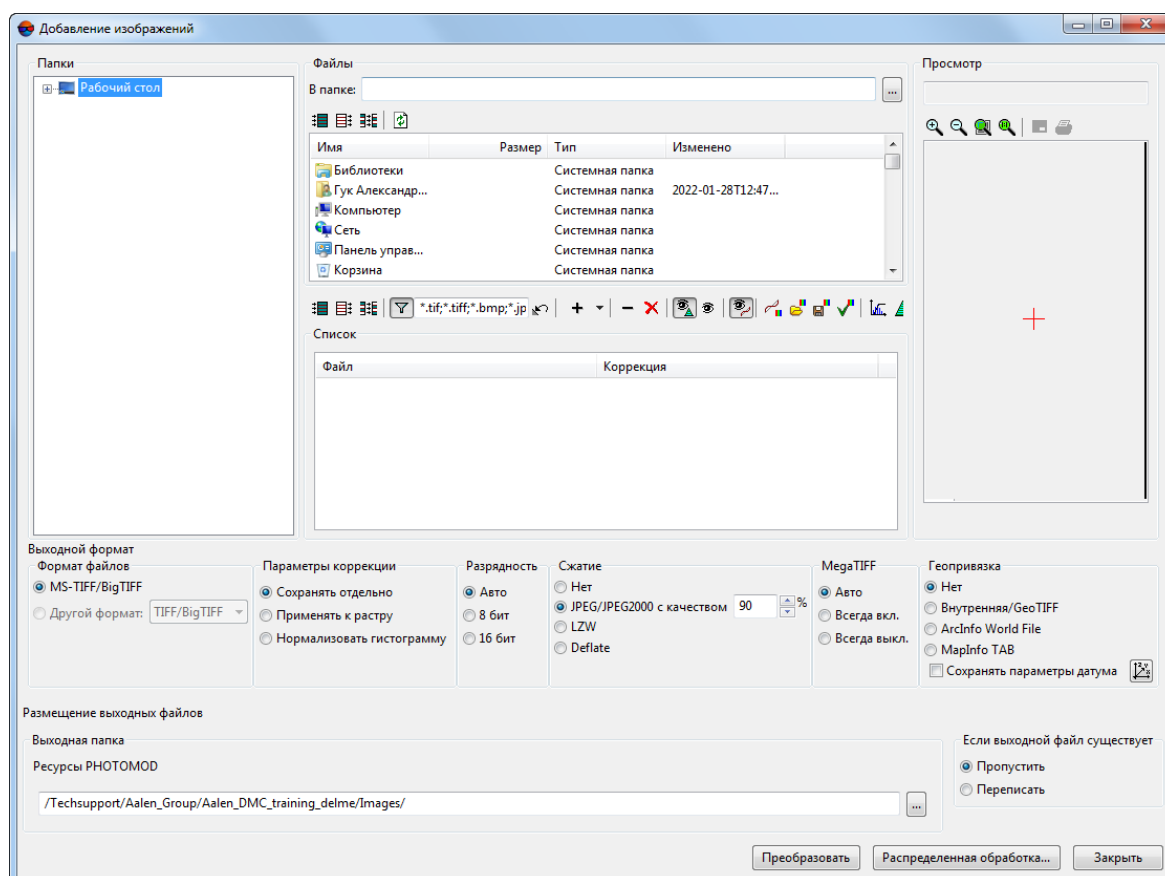 Добавление изображений
Папки
Рабочий стол
Файлы
В папке:
...
Имя Размер Тип Изменено
Библиотеки Системная папка
Гук Александр... Системная папка 2022-01-28T12:47...
Компьютер Системная папка
Сеть Системная папка
Панель управ... Системная папка
Корзина Системная папка
*.tif;*.tiff;*.bmp;*.jp
Список
Файл Коррекция
Просмотр
Выходной формат
Формат файлов
MS-TIFF/BigTIFF
Другой формат: TIFF/BigTIFF
Параметры коррекции
Сохранять отдельно
Применять к растру
Нормализовать гистограмму
Разрядность
Авто
8 бит
16 бит
Сжатие
Нет
JPEG/JPEG2000 с качеством 90 %
LZW
Deflate
MegaTIFF
Авто
Всегда вкл.
Всегда выкл.
Геопривязка
Нет
Внутренняя/GeoTIFF
ArcInfo World File
MapInfo TAB
Сохранять параметры датума
Размещение выходных файлов
Выходная папка
Ресурсы PHOTOMOD
/Techsupport/Aalen_Group/Aalen_DMC_training_delme/Images/
...
Если выходной файл существует
Пропустить
Переписать
Преобразовать Распределенная обработка... Закрыть